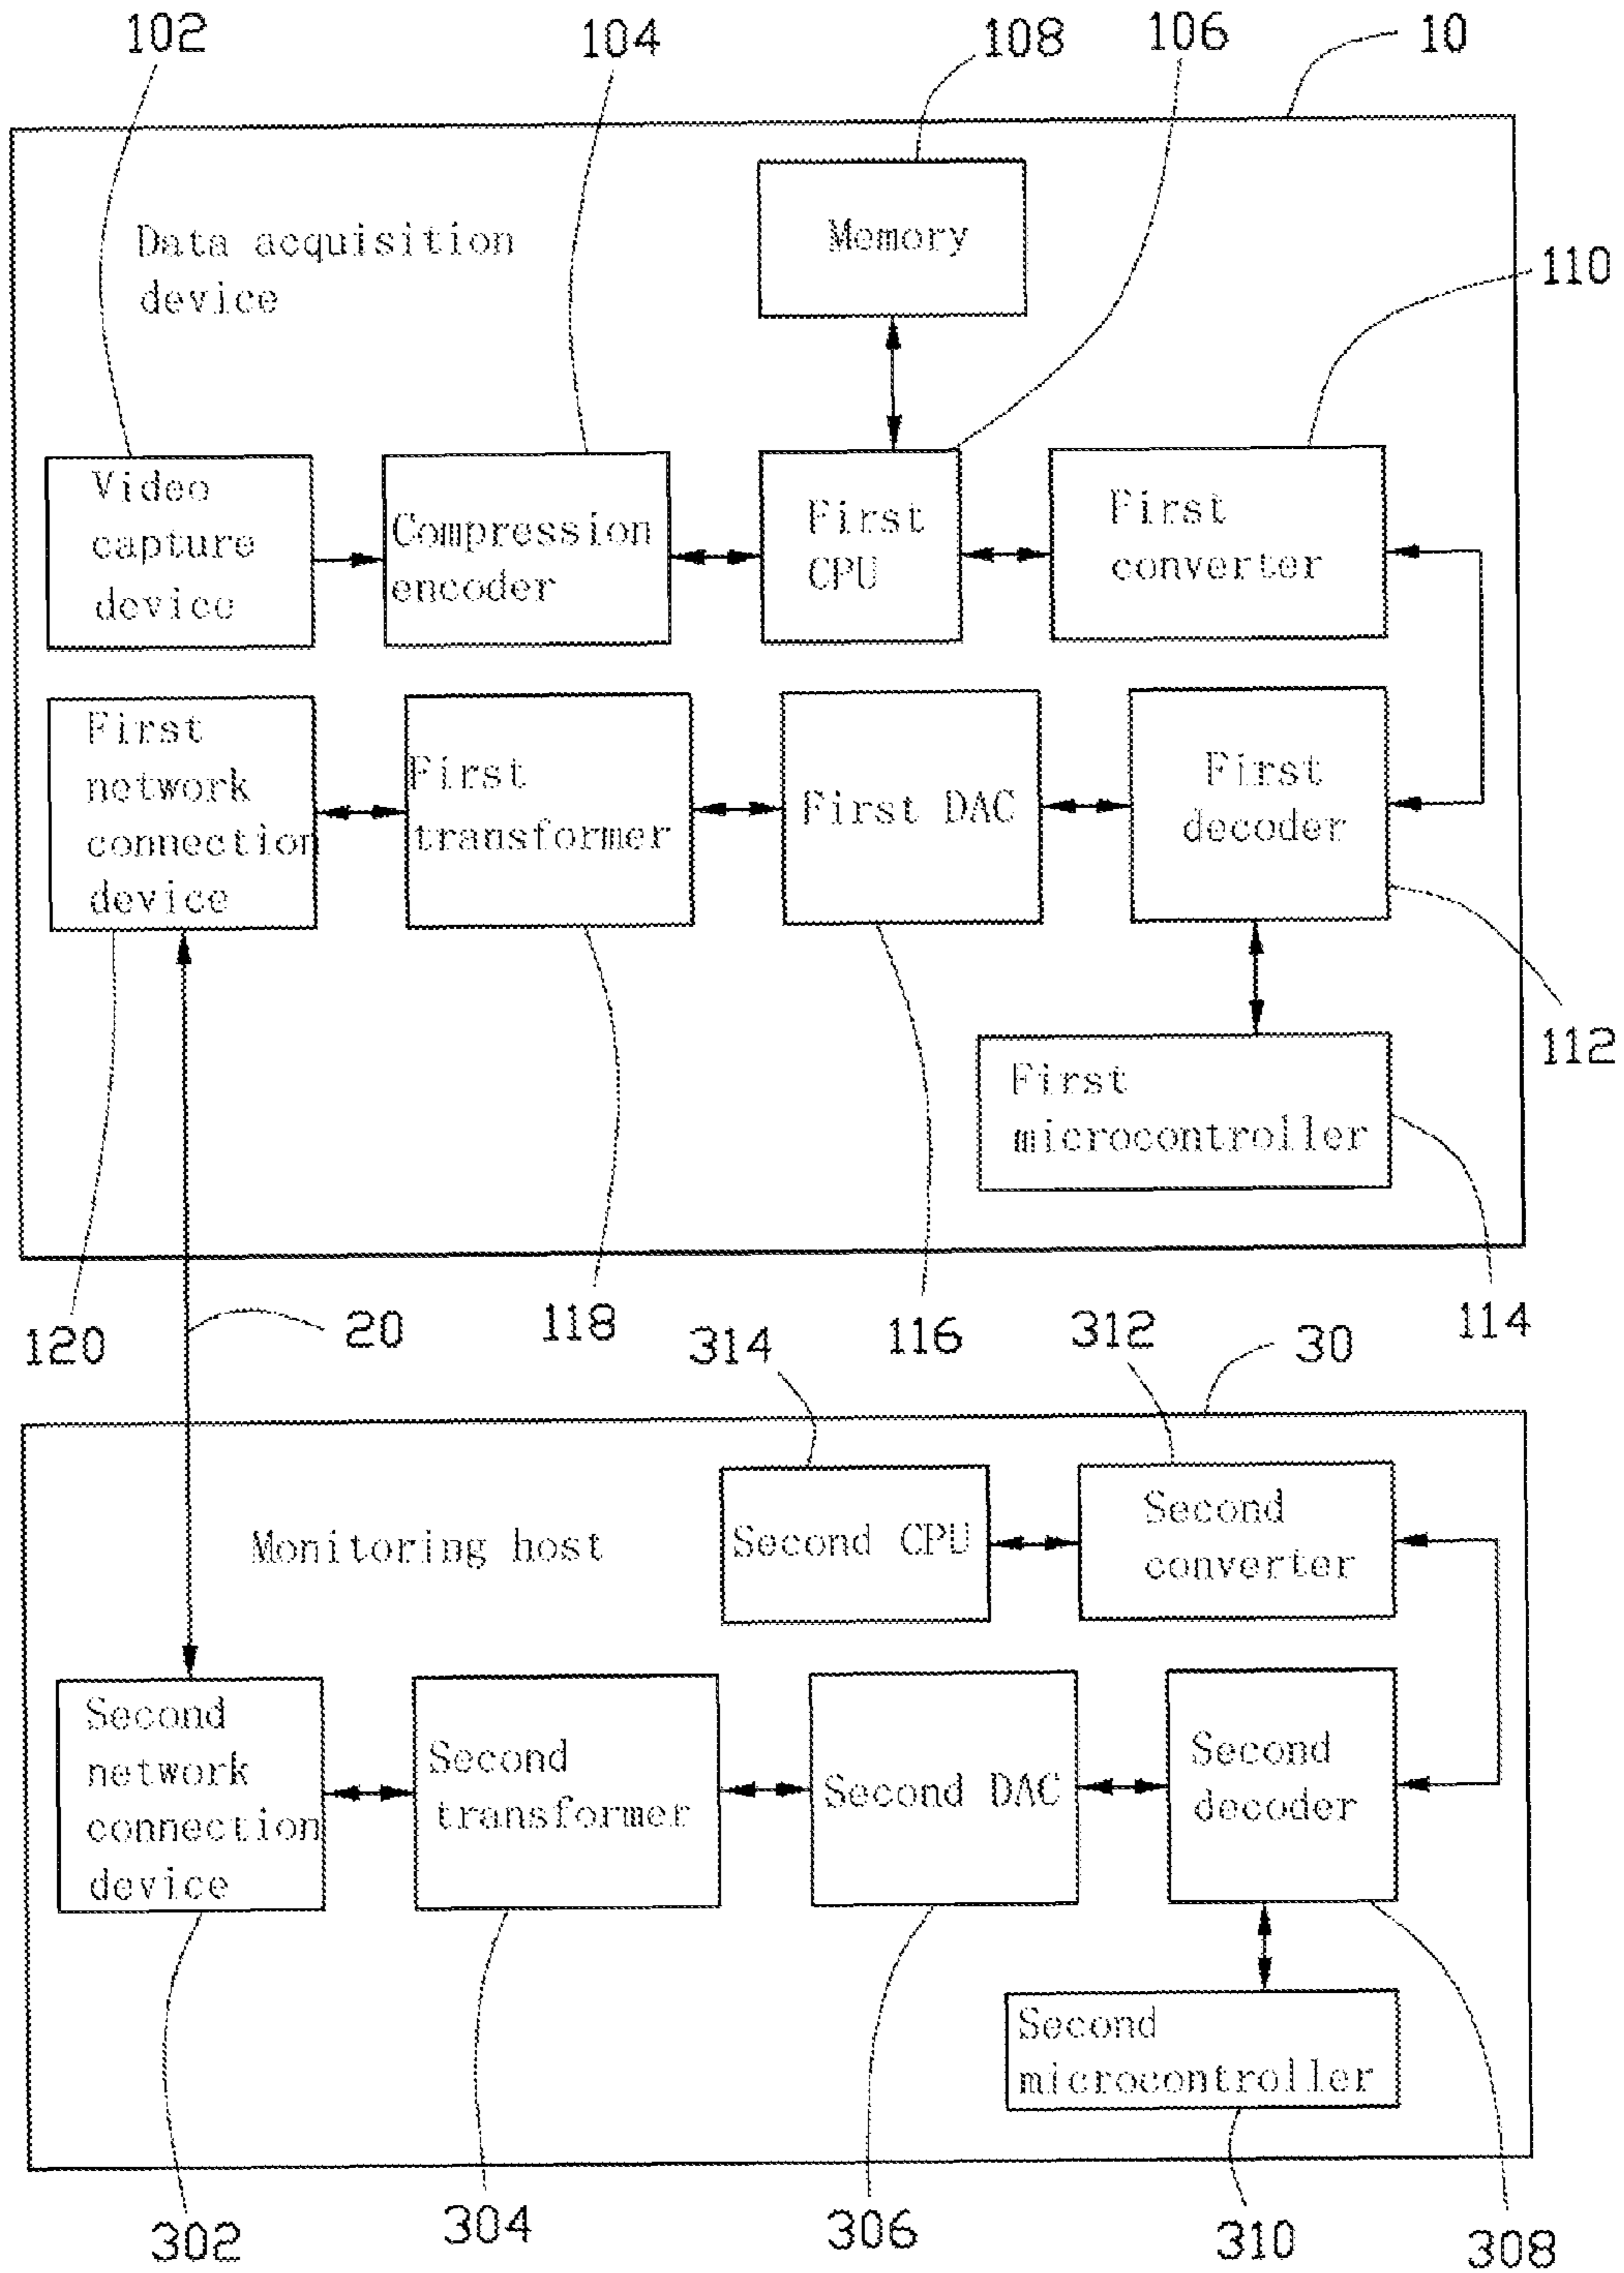 102
104
108
106
10
Data acquisition
device
Memory
110
Video
capture
device
Compression
encoder
First
CPU
First
converter
First
network
connection
device
First
transformer
First DAC
First
decoder
112
First
microcontroller
120
20
118
116
114
314
312
30
Monitoring host
Second CPU
Second
converter
Second
network
connection
device
Second
transformer
Second DAC
Second
decoder
Second
microcontroller
302
304
306
310
308